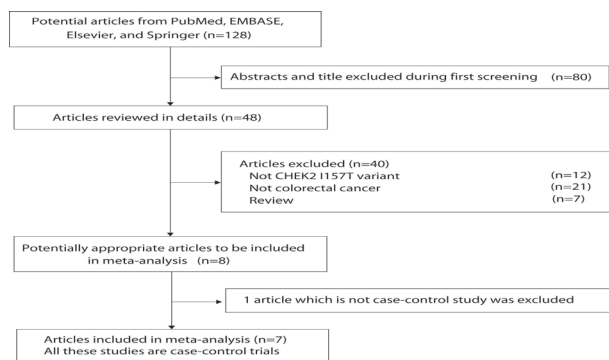 Potential articles from PubMed, EMBASE,
Elsevier, and Springer (n=128)
Abstracts and title excluded during first screening (n=80)
Articles reviewed in details (n=48)
Articles excluded (n=40)
Not CHEK2 I157T variant (n=12)
Not colorectal cancer (n=21)
Review (n=7)
Potentially appropriate articles to be included
in meta-analysis (n=8)
1 article which is not case-control study was excluded
Articles included in meta-analysis (n=7)
All these studies are case-control trials